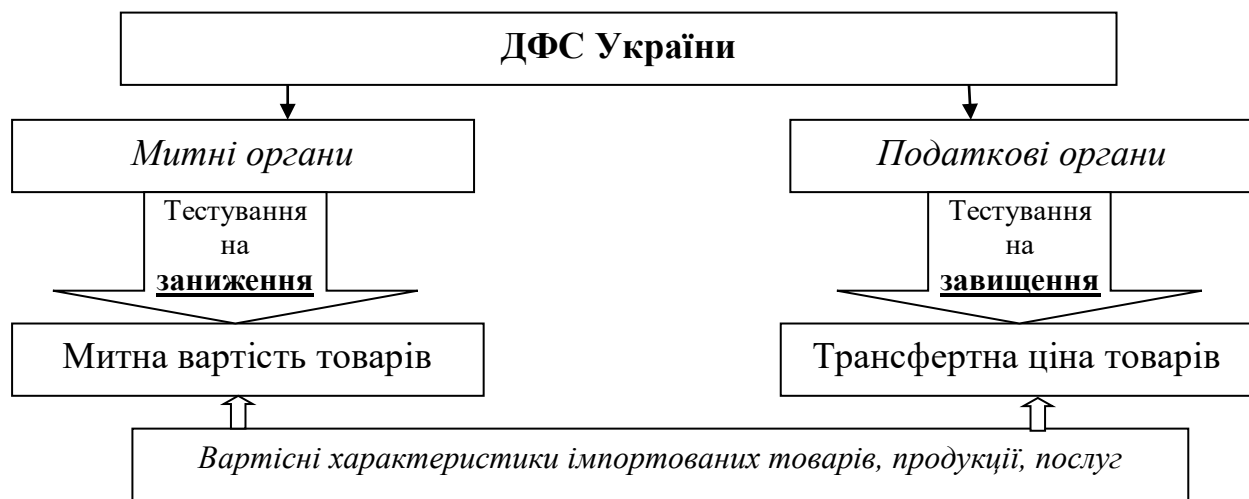 ДФС України
Митні органи
Податкові органи
Тестування
на
заниження
Тестування
на
завищення
Митна вартість товарів
Трансфертна ціна товарів
Вартісні характеристики імпортованих товарів, продукції, послуг